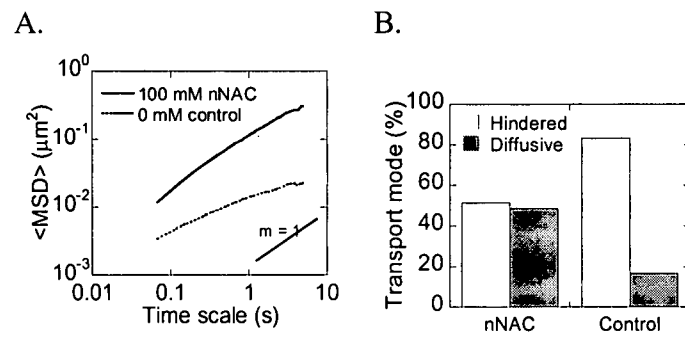 A.
B.
10⁰
10⁻¹
10⁻²
10⁻³
<MSD> (µm²)
100 mM nNAC
0 mM control
m = 1
0.01
0.1
1
10
Time scale (s)
100
80
60
40
20
0
Transport mode (%)
Hindered
Diffusive
nNAC
Control